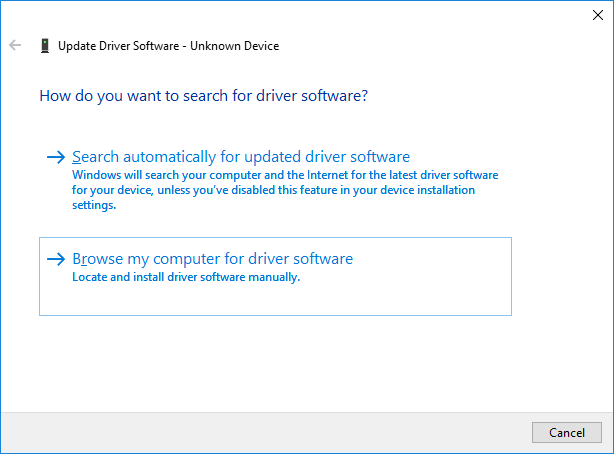 Update Driver Software - Unknown Device
How do you want to search for driver software?
Search automatically for updated driver software
Windows will search your computer and the Internet for the latest driver software
for your device, unless you've disabled this feature in your device installation
settings.
Browse my computer for driver software
Locate and install driver software manually.
Cancel